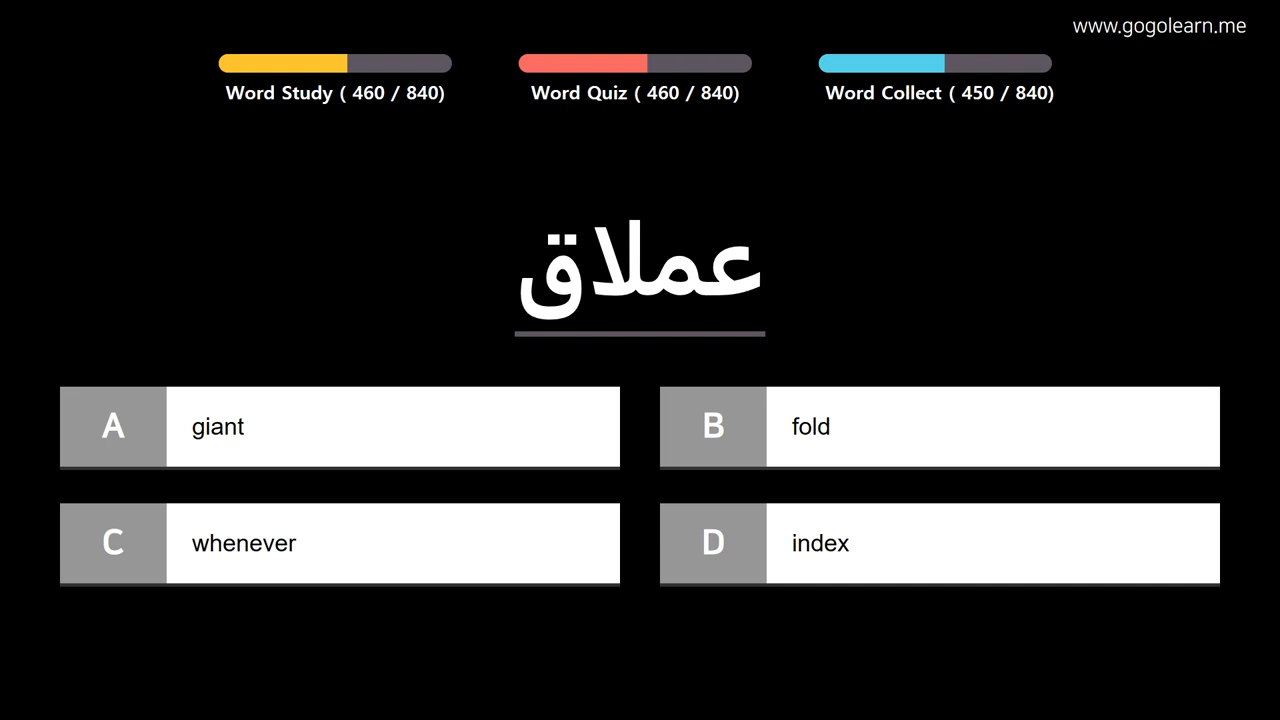 www.gogolearn.me
Word Study ( 460 / 840)
Word Quiz ( 460 / 840)
Word Collect ( 450 / 840)
عملاق
A giant
B fold
C whenever
D index